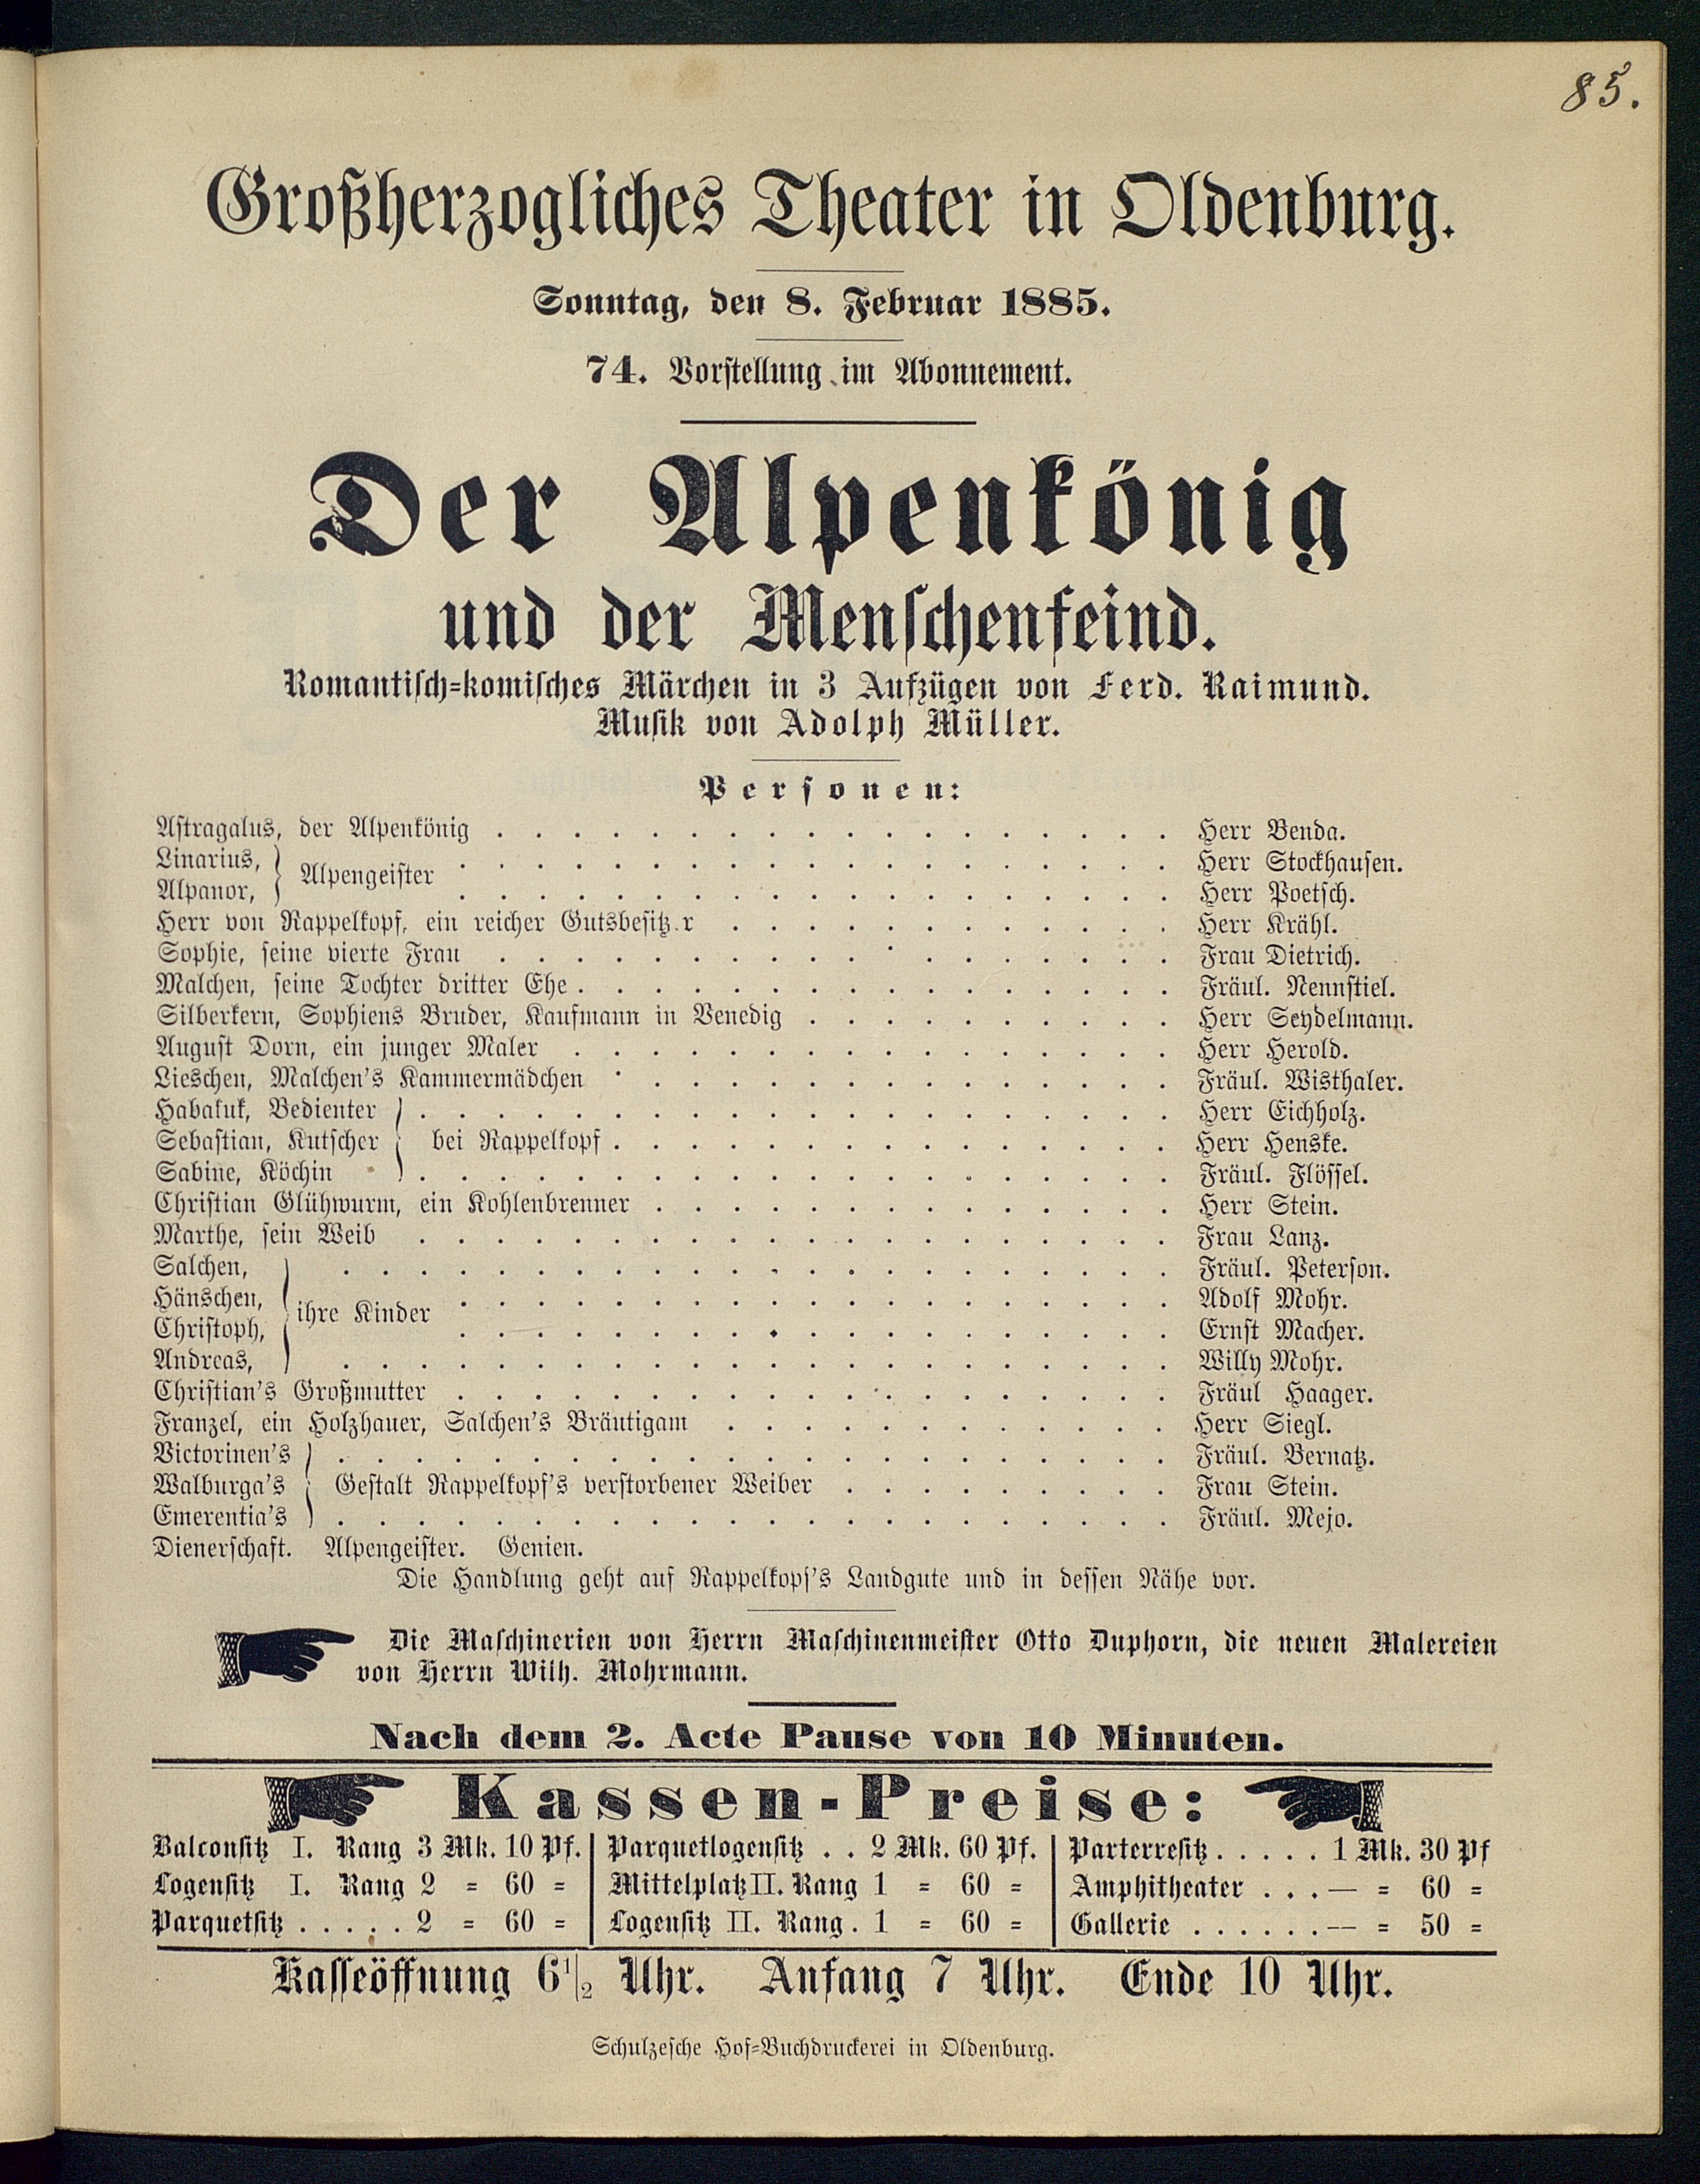 85.
Großherzogliches Theater in Oldenburg.
Sonntag, den 8. Februar 1885.
74. Vorstellung im Abonnement.
Der Alpenkönig
und der Menschenfeind.
Romantisch-komisches Märchen in 3 Aufzügen von Ferd. Raimund.
Musik von Adolph Müller.
Personen:
Astragalus, der Alpenkönig . . . . . . . . . . Herr Benda.
Linarius, } Alpengeister . . . . . . . . . . Herr Stockhausen.
Alpanor, } . . . . . . . . . . Herr Poetsch.
Herr von Rappelkopf, ein reicher Gutsbesitz.r . . . . . . . . . . Herr Krähl.
Sophie, seine vierte Frau . . . . . . . . . . Frau Dietrich.
Malchen, seine Tochter dritter Ehe . . . . . . . . . . Fräul. Nennstiel.
Silberkern, Sophiens Bruder, Kaufmann in Venedig . . . . . . . . . . Herr Seydelmann.
August Dorn, ein junger Maler . . . . . . . . . . Herr Herold.
Lieschen, Malchen's Kammermädchen . . . . . . . . . . Fräul. Wisthaler.
Habakuk, Bedienter } . . . . . . . . . . Herr Eichholz.
Sebastian, Kutscher } bei Rappelkopf . . . . . . . . . . Herr Henske.
Sabine, Köchin } . . . . . . . . . . Fräul. Flössel.
Christian Glühwurm, ein Kohlenbrenner . . . . . . . . . . Herr Stein.
Marthe, sein Weib . . . . . . . . . . Frau Lanz.
Salchen, } . . . . . . . . . . Fräul. Peterson.
Hänschen, } ihre Kinder . . . . . . . . . . Adolf Mohr.
Christoph, } . . . . . . . . . . Ernst Macher.
Andreas, } . . . . . . . . . . Willy Mohr.
Christian's Großmutter . . . . . . . . . . Fräul Haager.
Franzel, ein Holzhauer, Salchen's Bräutigam . . . . . . . . . . Herr Siegl.
Victorinen's } . . . . . . . . . . Fräul. Bernatz.
Walburga's } Gestalt Rappelkopf's verstorbener Weiber . . . . . . . . . . Frau Stein.
Emerentia's } . . . . . . . . . . Fräul. Mejo.
Dienerschaft. Alpengeister. Genien.
Die Handlung geht auf Rappelkopf's Landgute und in dessen Nähe vor.
Die Maschinerien von Herrn Maschinenmeister Otto Duphorn, die neuen Malereien
von Herrn Wilh. Mohrmann.
Nach dem 2. Acte Pause von 10 Minuten.
Kassen-Preise:
Balconsitz I. Rang 3 Mk. 10 Pf. | Parquetlogensitz . . 2 Mk. 60 Pf. | Parterresitz . . . . . 1 Mk. 30 Pf
Logensitz I. Rang 2 = 60 = | Mittelplatz II. Rang 1 = 60 = | Amphitheater . . . — = 60 =
Parquetsitz . . . . . 2 = 60 = | Logensitz II. Rang . 1 = 60 = | Gallerie . . . . . . — = 50 =
Kasseöffnung 6 1/2 Uhr. Anfang 7 Uhr. Ende 10 Uhr.
Schulzesche Hof-Buchdruckerei in Oldenburg.